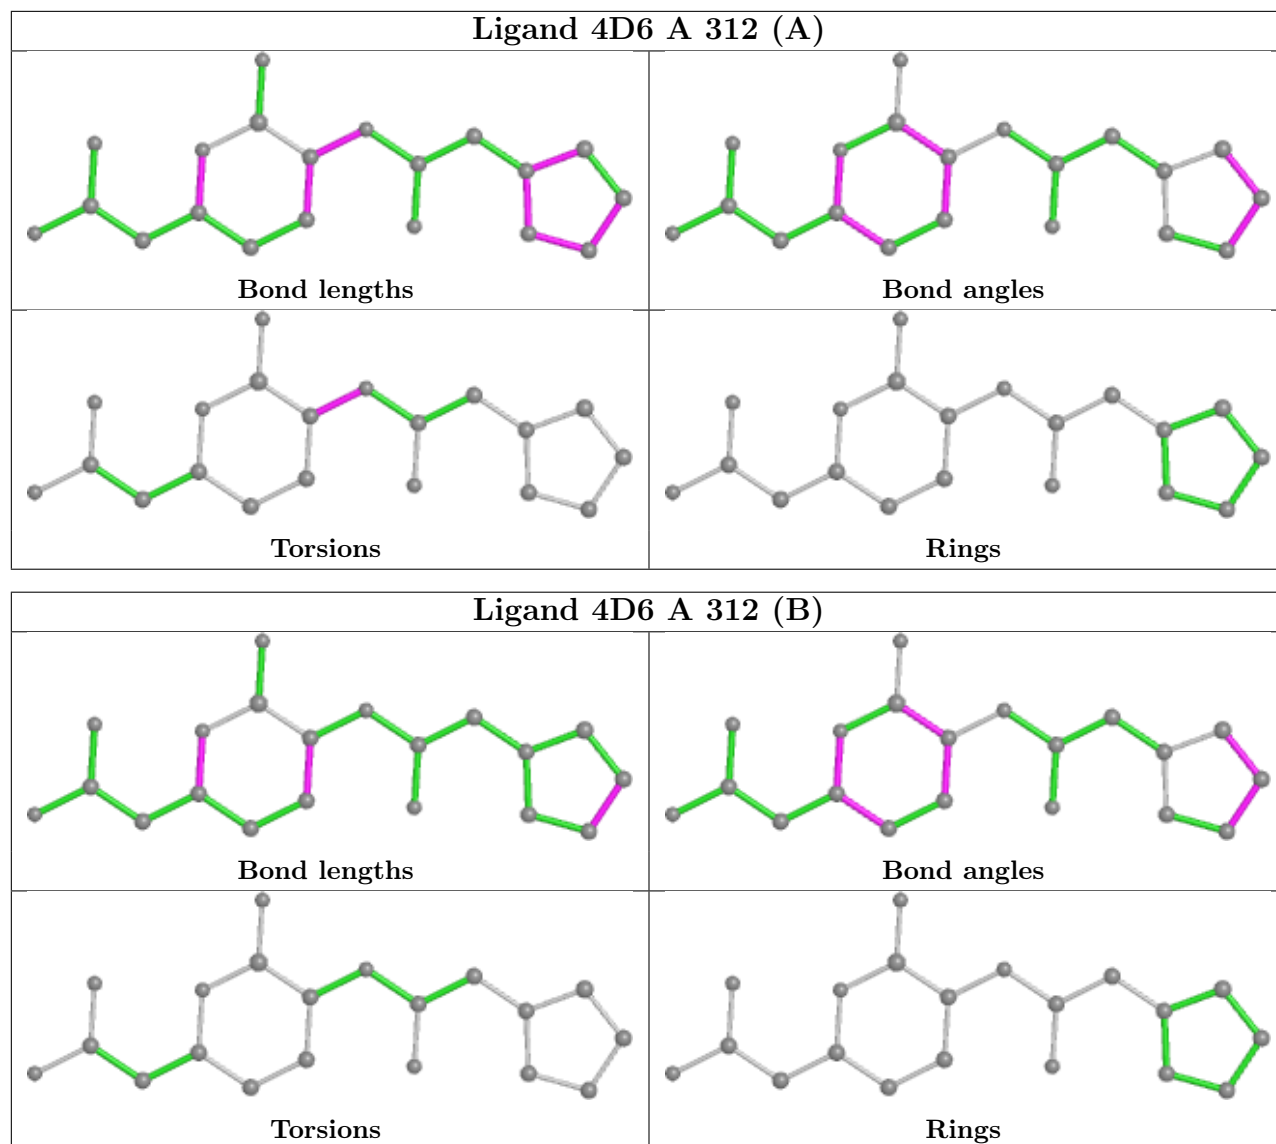 Ligand 4D6 A 312 (A)
Bond lengths
Bond angles
Torsions
Rings
Ligand 4D6 A 312 (B)
Bond lengths
Bond angles
Torsions
Rings